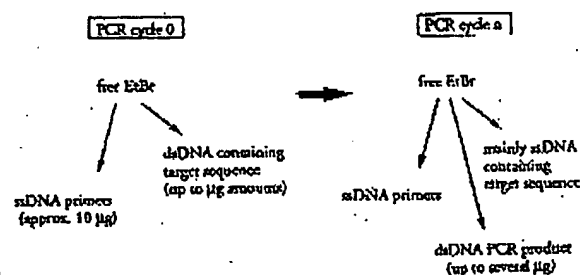 PCR cycle 0
free EtBr
dsDNA containing
target sequence
(up to µg amounts)
ssDNA primers
(approx. 10 µg)
PCR cycle n
free EtBr
mainly ssDNA
containing
target sequence
ssDNA primers
dsDNA PCR product
(up to several µg)